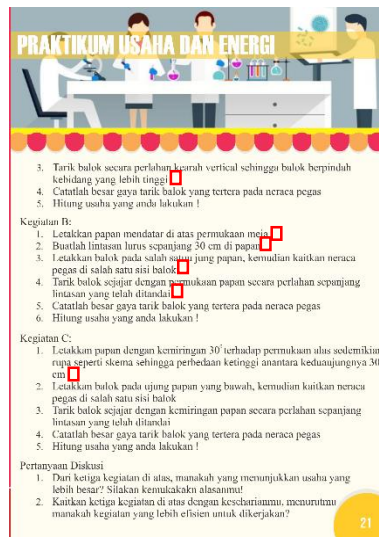 PRAKTIKUM USAHA DAN ENERGI
3. Tarik balok secara perlahan kearah vertical sehingga balok berpindah
kebidang yang lebih tinggi
4. Catatlah besar gaya tarik balok yang tertera pada neraca pegas
5. Hitung usaha yang anda lakukan !
Kegiatan B:
1. Letakkan papan mendatar di atas permukaan meja
2. Buatlah lintasan lurus sepanjang 30 cm di papan
3. Letakkan balok pada salah satuu jung papan, kemudian kaitkan neraca
pegas di salah satu sisi balok
4. Tarik balok sejajar dengan permukaan papan secara perlahan sepanjang
lintasan yang telah ditandai
5. Catatlah besar gaya tarik balok yang tertera pada neraca pegas
6. Hitung usaha yang anda lakukan !
Kegiatan C:
1. Letakkan papan dengan kemiringan 30° terhadap permukaan alas sedemikian
rupa seperti skema sehingga perbedaan ketinggi anantara keduaujungnya 30
cm
2. Letakkan balok pada ujung papan yang bawah, kemudian kaitkan neraca
pegas di salah satu sisi balok
3. Tarik balok sejajar dengan kemiringan papan secara perlahan sepanjang
lintasan yang telah ditandai
4. Catatlah besar gaya tarik balok yang tertera pada neraca pegas
5. Hitung usaha yang anda lakukan !
Pertanyaan Diskusi
1. Dari ketiga kegiatan di atas, manakah yang menunjukkan usaha yang
lebih besar? Silakan kemukakakn alasanmu!
2. Kaitkan ketiga kegiatan di atas dengan keseharianmu, menurutmu
manakah kegiatan yang lebih efisien untuk dikerjakan?
21